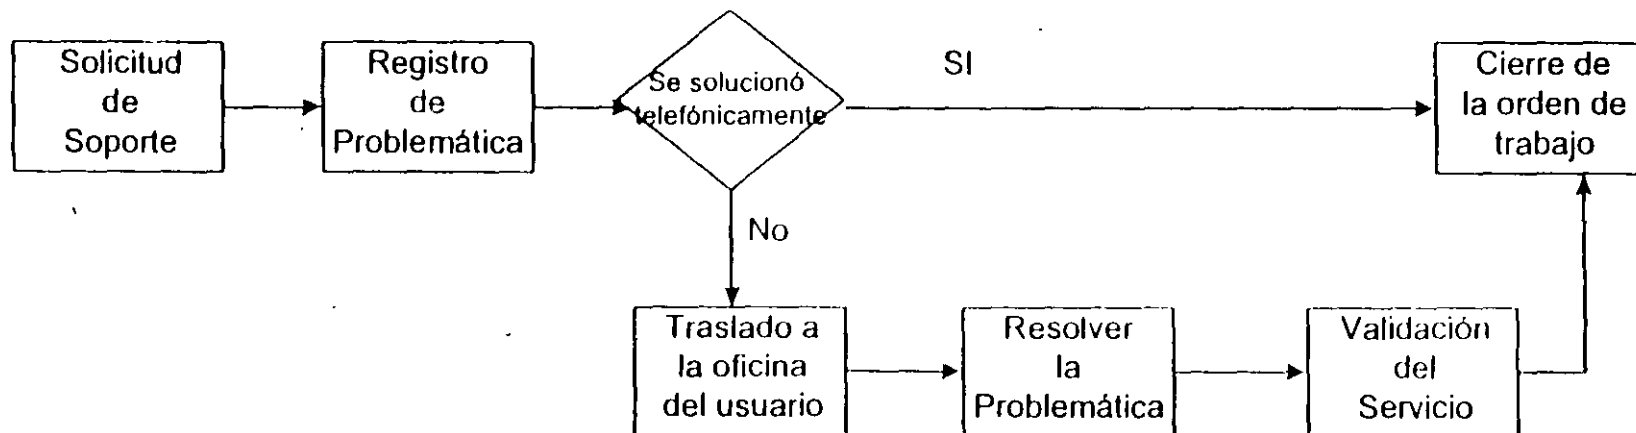 Solicitud
de
Soporte
Registro
de
Problemática
Se solucionó
telefónicamente
SI
Cierre de
la orden de
trabajo
No
Traslado a
la oficina
del usuario
Resolver
la
Problemática
Validación
del
Servicio